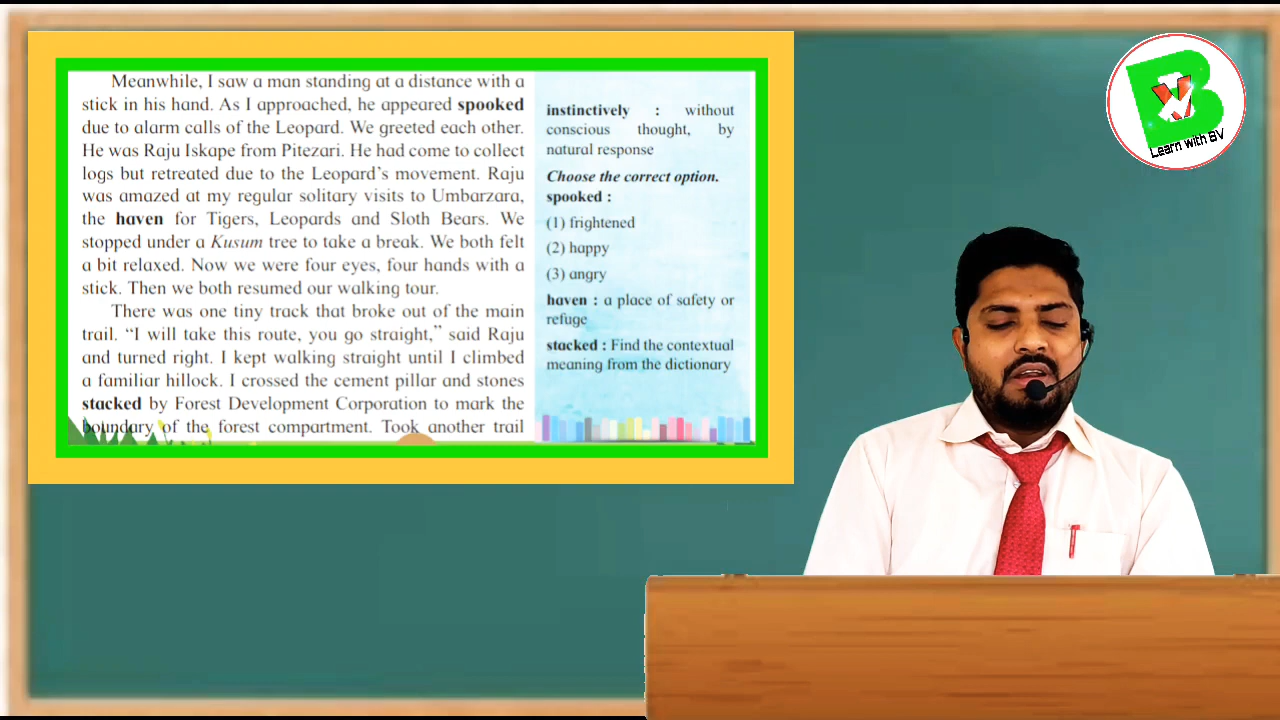 Meanwhile, I saw a man standing at a distance with a
stick in his hand. As I approached, he appeared spooked
due to alarm calls of the Leopard. We greeted each other.
He was Raju Iskape from Pitezari. He had come to collect
logs but retreated due to the Leopard's movement. Raju
was amazed at my regular solitary visits to Umbarzara,
the haven for Tigers, Leopards and Sloth Bears. We
stopped under a Kusum tree to take a break. We both felt
a bit relaxed. Now we were four eyes, four hands with a
stick. Then we both resumed our walking tour.
There was one tiny track that broke out of the main
trail. “I will take this route, you go straight,” said Raju
and turned right. I kept walking straight until I climbed
a familiar hillock. I crossed the cement pillar and stones
stacked by Forest Development Corporation to mark the
boundary of the forest compartment. Took another trail
instinctively : without
conscious thought, by
natural response
Choose the correct option.
spooked :
(1) frightened
(2) happy
(3) angry
haven : a place of safety or
refuge
stacked : Find the contextual
meaning from the dictionary
B
V
Learn with BV